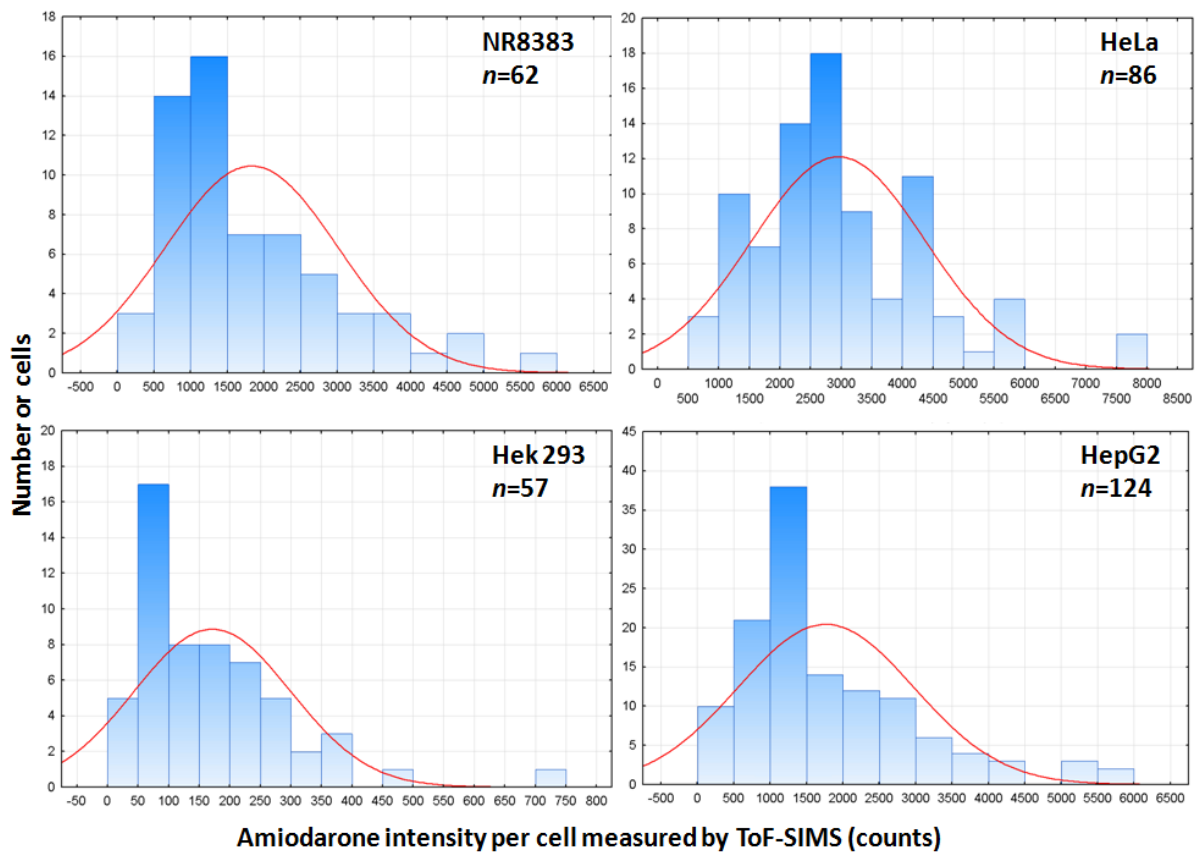 18
16
14
12
10
8
6
4
2
0
NR8383
n=62
-500 0 500 1000 1500 2000 2500 3000 3500 4000 4500 5000 5500 6000 6500
20
18
16
14
12
10
8
6
4
2
0
HeLa
n=86
0 1000 2000 3000 4000 5000 6000 7000 8000
500 1500 2500 3500 4500 5500 6500 7500 8500
Number or cells
20
18
16
14
12
10
8
6
4
2
0
Hek 293
n=57
-50 0 50 100 150 200 250 300 350 400 450 500 550 600 650 700 750 800
45
40
35
30
25
20
15
10
5
0
HepG2
n=124
-500 0 500 1000 1500 2000 2500 3000 3500 4000 4500 5000 5500 6000 6500
Amiodarone intensity per cell measured by ToF-SIMS (counts)